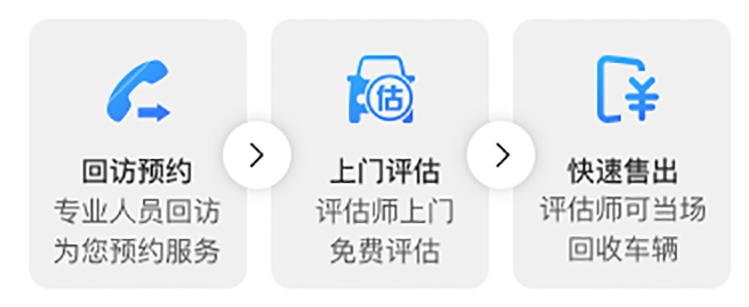 估
回访预约
专业人员回访
为您预约服务
上门评估
评估师上门
免费评估
¥
快速售出
评估师可当场
回收车辆